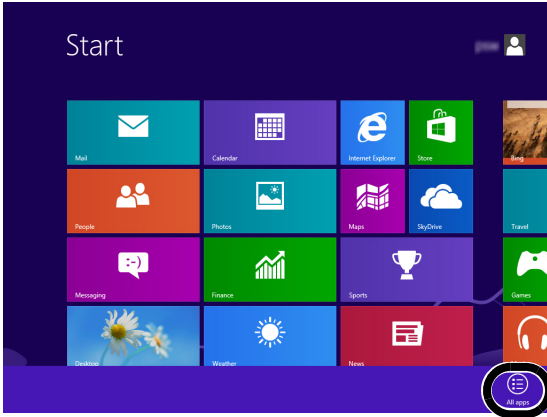 Start
Mail
Calendar
Internet Explorer
Store
Bing
People
Photos
Maps
SkyDrive
Travel
Messaging
Finance
Sports
Games
Desktop
Weather
News
All apps